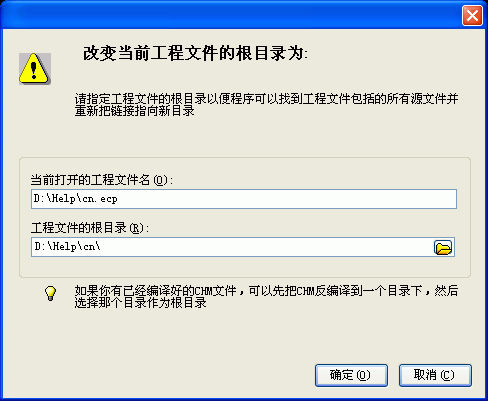 改变当前工程文件的根目录为:
请指定工程文件的根目录以便程序可以找到工程文件包括的所有源文件并
重新把链接指向新目录
当前打开的工程文件名(O):
D:\Help\cn.ecp
工程文件的根目录(R):
D:\Help\cn\
如果你有已经编译好的CHM文件，可以先把CHM反编译到一个目录下，然后
选择那个目录作为根目录
确定(O)
取消(C)